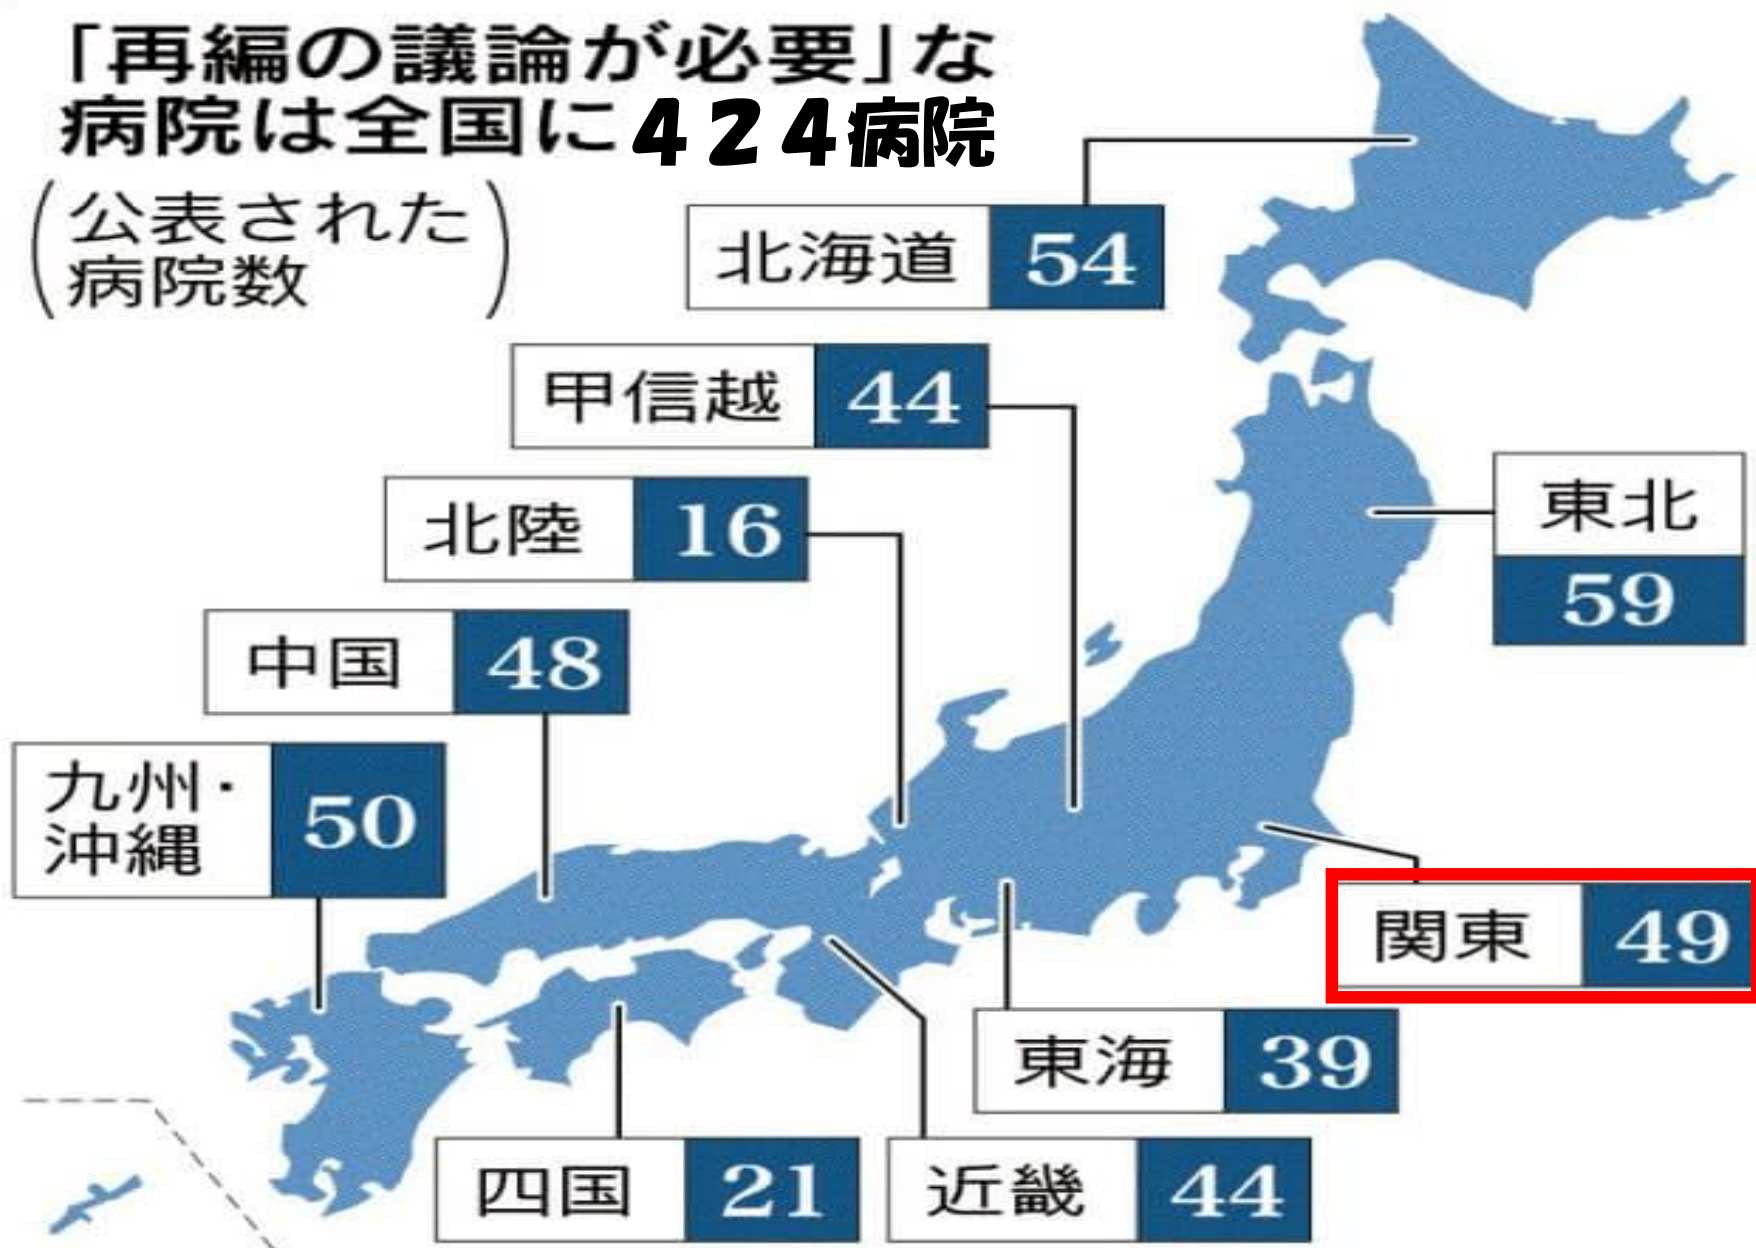 「再編の議論が必要」な
病院は全国に４２４病院
(公表された
病院数)
北海道 54
甲信越 44
北陸 16
東北
59
中国 48
九州・
沖縄 50
関東 49
東海 39
四国 21
近畿 44